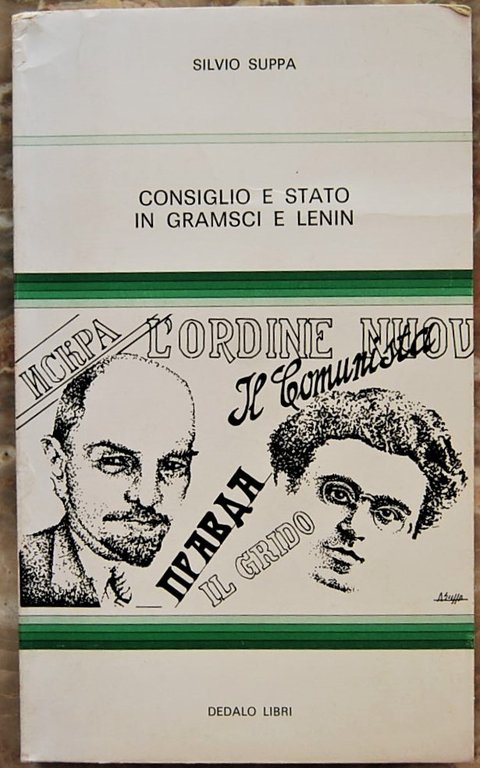 SILVIO SUPPA
CONSIGLIO E STATO
IN GRAMSCI E LENIN
ИСКРА
L'ORDINE NUOV
Il Comunista
ПРАВДА
IL GRIDO
DEDALO LIBRI